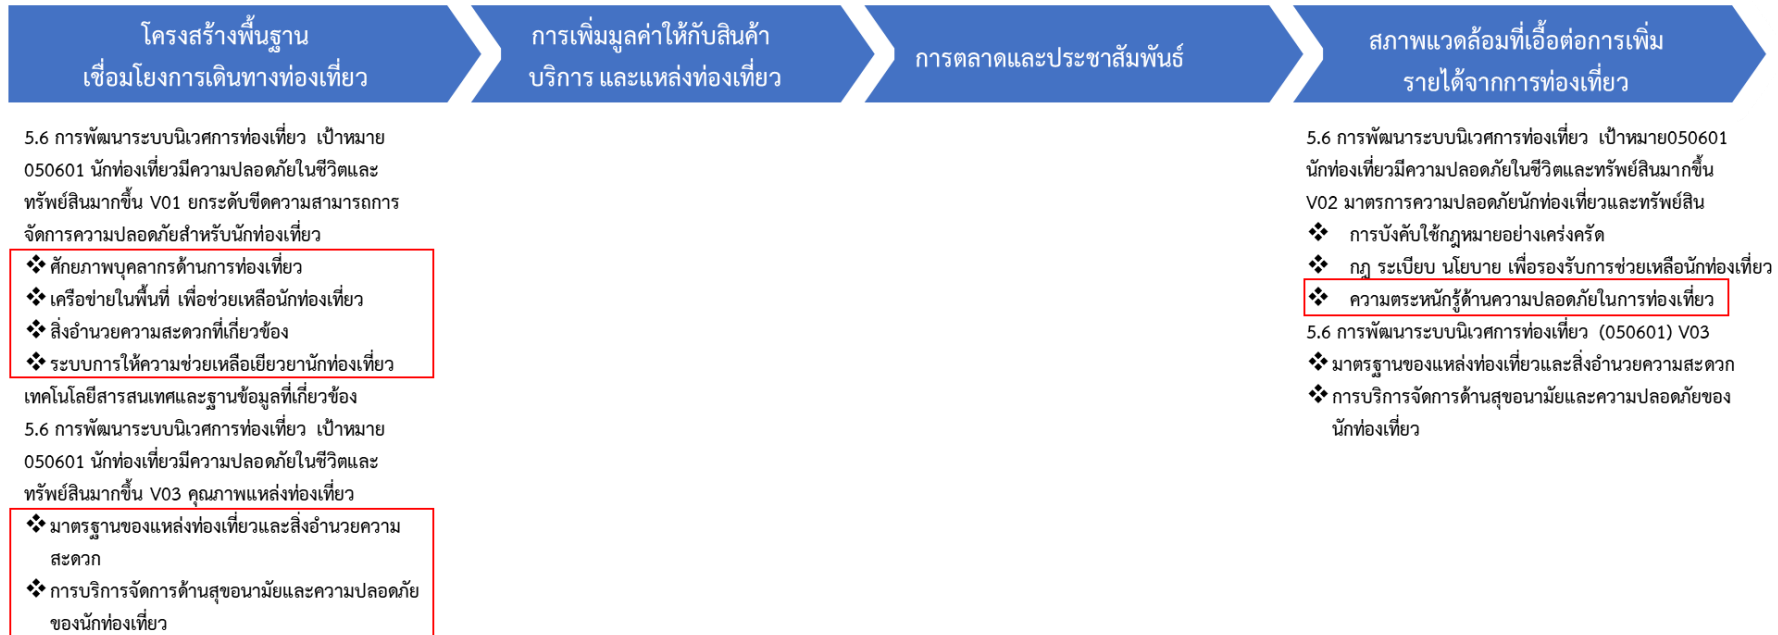 โครงสร้างพื้นฐาน
เชื่อมโยงการเดินทางท่องเที่ยว
การเพิ่มมูลค่าให้กับสินค้า
บริการ และแหล่งท่องเที่ยว
การตลาดและประชาสัมพันธ์
สภาพแวดล้อมที่เอื้อต่อการเพิ่ม
รายได้จากการท่องเที่ยว
5.6 การพัฒนาระบบนิเวศการท่องเที่ยว เป้าหมาย
050601 นักท่องเที่ยวมีความปลอดภัยในชีวิตและ
ทรัพย์สินมากขึ้น V01 ยกระดับขีดความสามารถการ
จัดการความปลอดภัยสำหรับนักท่องเที่ยว
❖ ศักยภาพบุคลากรด้านการท่องเที่ยว
❖ เครือข่ายในพื้นที่ เพื่อช่วยเหลือนักท่องเที่ยว
❖ สิ่งอำนวยความสะดวกที่เกี่ยวข้อง
❖ ระบบการให้ความช่วยเหลือเยียวยานักท่องเที่ยว
เทคโนโลยีสารสนเทศและฐานข้อมูลที่เกี่ยวข้อง
5.6 การพัฒนาระบบนิเวศการท่องเที่ยว เป้าหมาย
050601 นักท่องเที่ยวมีความปลอดภัยในชีวิตและ
ทรัพย์สินมากขึ้น V03 คุณภาพแหล่งท่องเที่ยว
❖ มาตรฐานของแหล่งท่องเที่ยวและสิ่งอำนวยความ
สะดวก
❖ การบริการจัดการด้านสุขอนามัยและความปลอดภัย
ของนักท่องเที่ยว
5.6 การพัฒนาระบบนิเวศการท่องเที่ยว เป้าหมาย050601
นักท่องเที่ยวมีความปลอดภัยในชีวิตและทรัพย์สินมากขึ้น
V02 มาตรการความปลอดภัยนักท่องเที่ยวและทรัพย์สิน
❖ การบังคับใช้กฎหมายอย่างเคร่งครัด
❖ กฎ ระเบียบ นโยบาย เพื่อรองรับการช่วยเหลือนักท่องเที่ยว
❖ ความตระหนักรู้ด้านความปลอดภัยในการท่องเที่ยว
5.6 การพัฒนาระบบนิเวศการท่องเที่ยว (050601) V03
❖ มาตรฐานของแหล่งท่องเที่ยวและสิ่งอำนวยความสะดวก
❖ การบริการจัดการด้านสุขอนามัยและความปลอดภัยของ
นักท่องเที่ยว